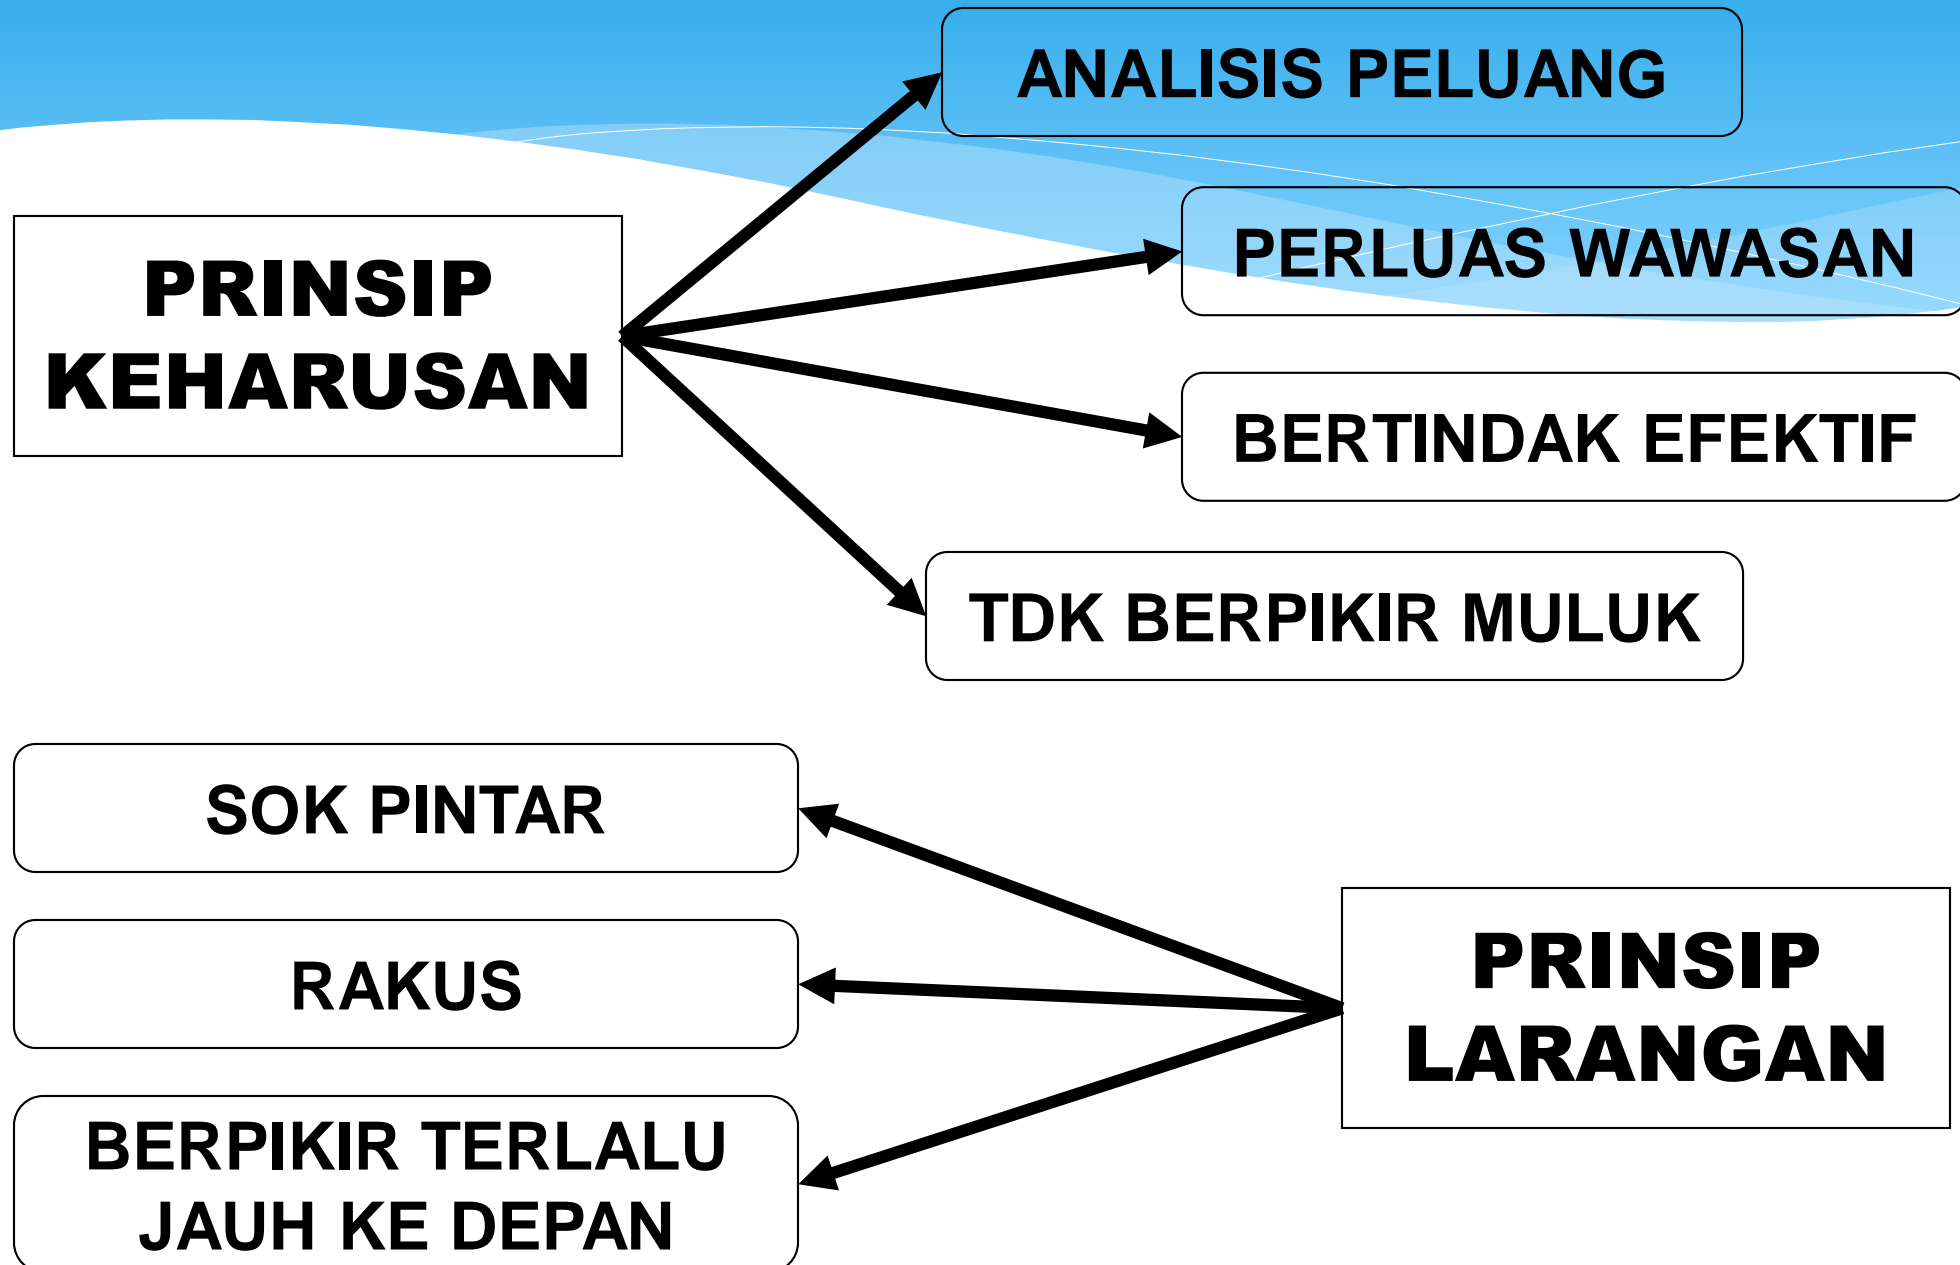 ANALISIS PELUANG
PERLUAS WAWASAN
PRINSIP
KEHARUSAN
BERTINDAK EFEKTIF
TDK BERPIKIR MULUK
SOK PINTAR
RAKUS
PRINSIP
LARANGAN
BERPIKIR TERLALU
JAUH KE DEPAN